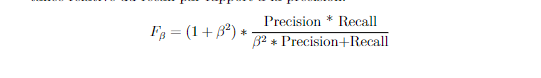 F_β = (1 + β²) * (Precision * Recall) / (β² * Precision+Recall)